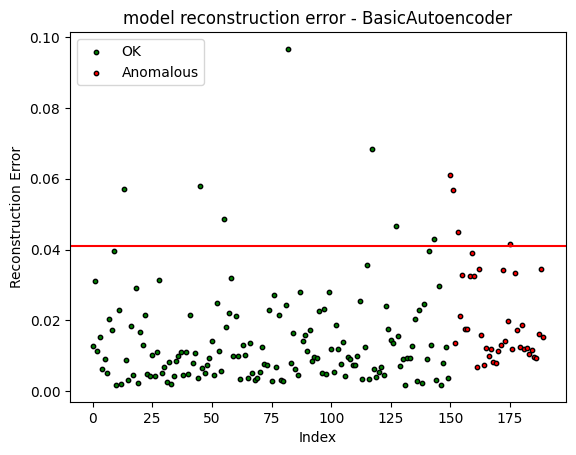 model reconstruction error - BasicAutoencoder
OK
Anomalous
0.10
0.08
0.06
0.04
0.02
0.00
Reconstruction Error
0 25 50 75 100 125 150 175
Index